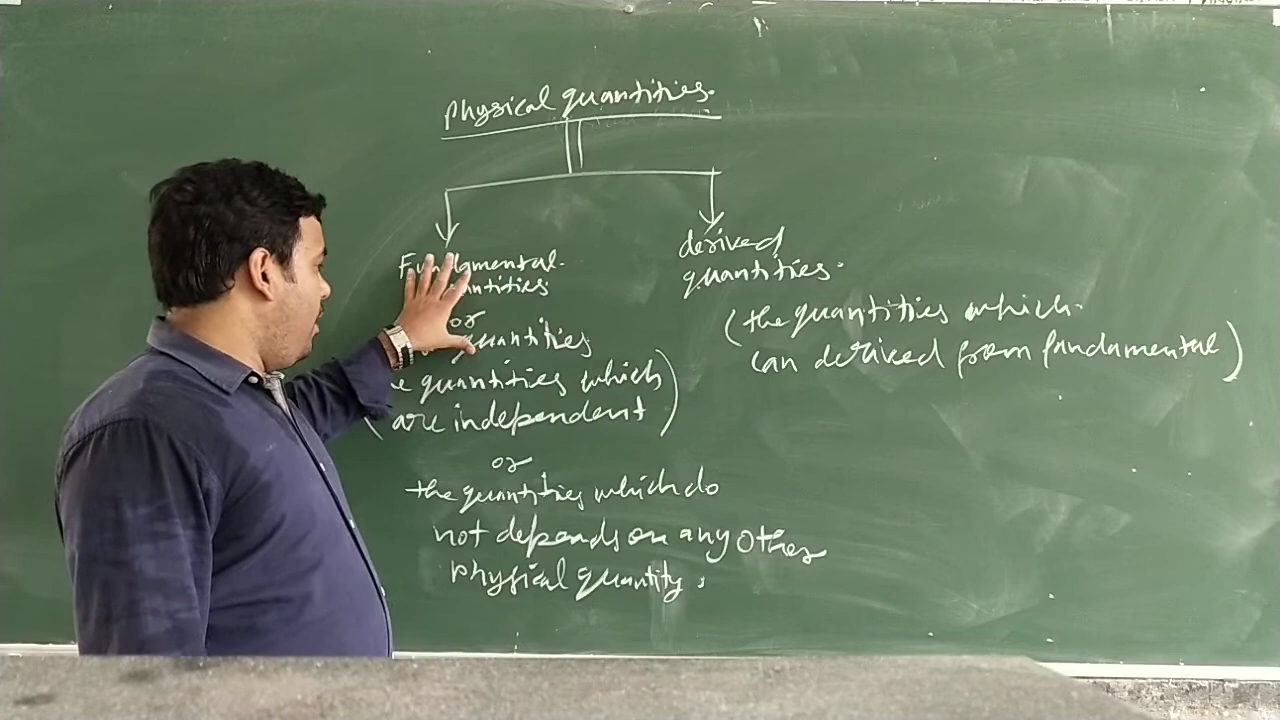 Physical quantities.
Fundamental
quantities
or
quantities
quantities which
are independent
or
the quantities which do
not depends on any other
physical quantity.
derived
quantities.
(the quantities which
can derived from fundamental)